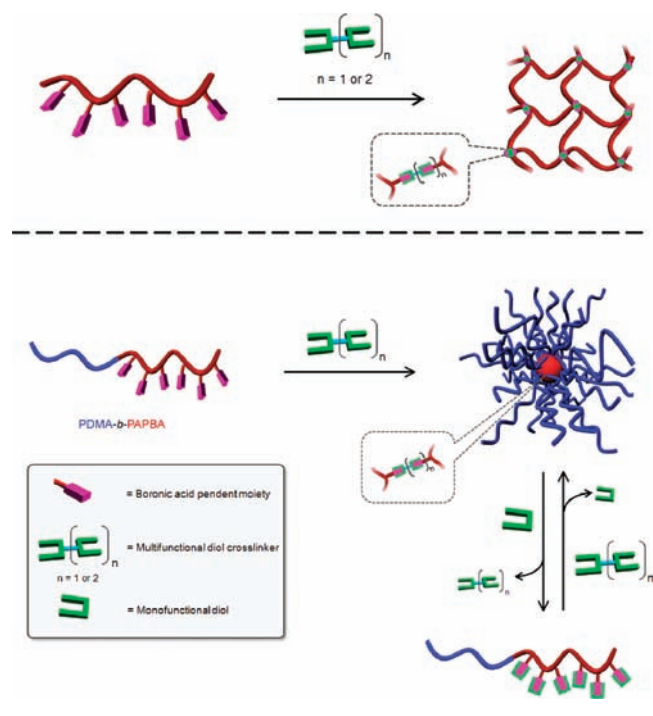 n
n = 1 or 2
n
n
PDMA-b-PAPBA
n
= Boronic acid pendent moiety
n
= Multifunctional diol crosslinker
n = 1 or 2
= Monofunctional diol
n
n